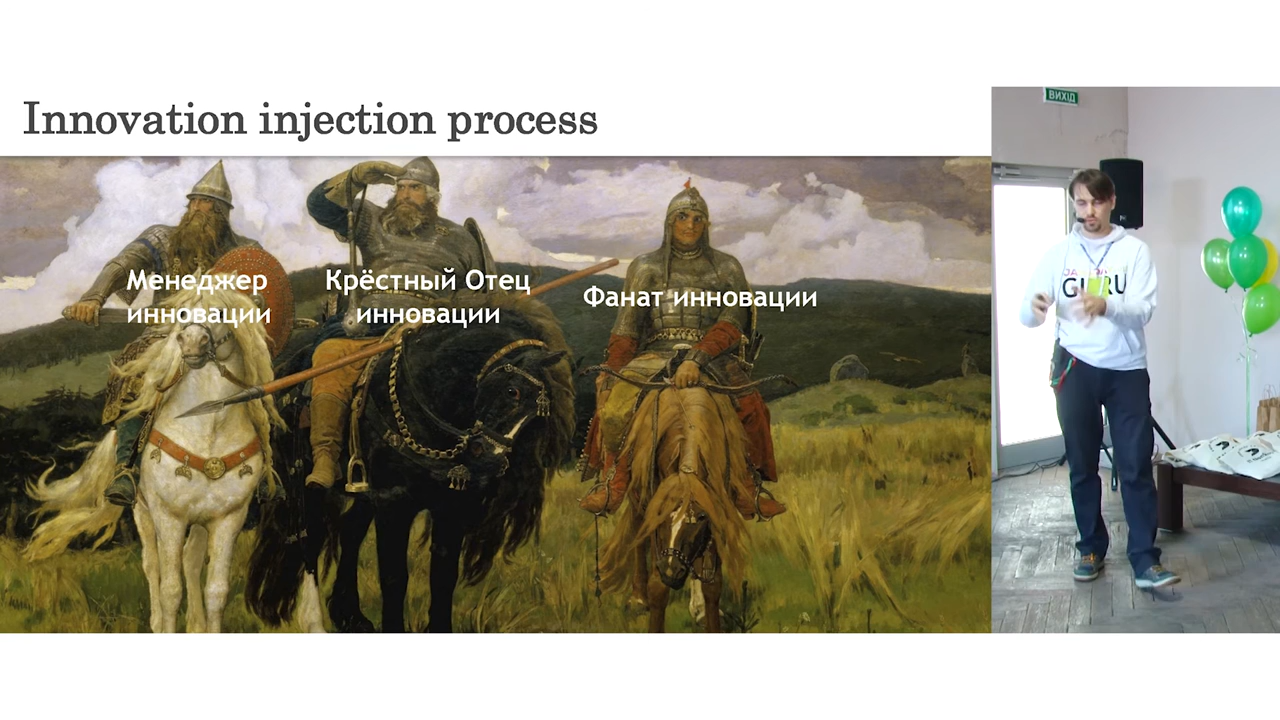 Innovation injection process
Менеджер
инновации
Крёстный Отец
инновации
Фанат инновации
ВИХІД
GURU